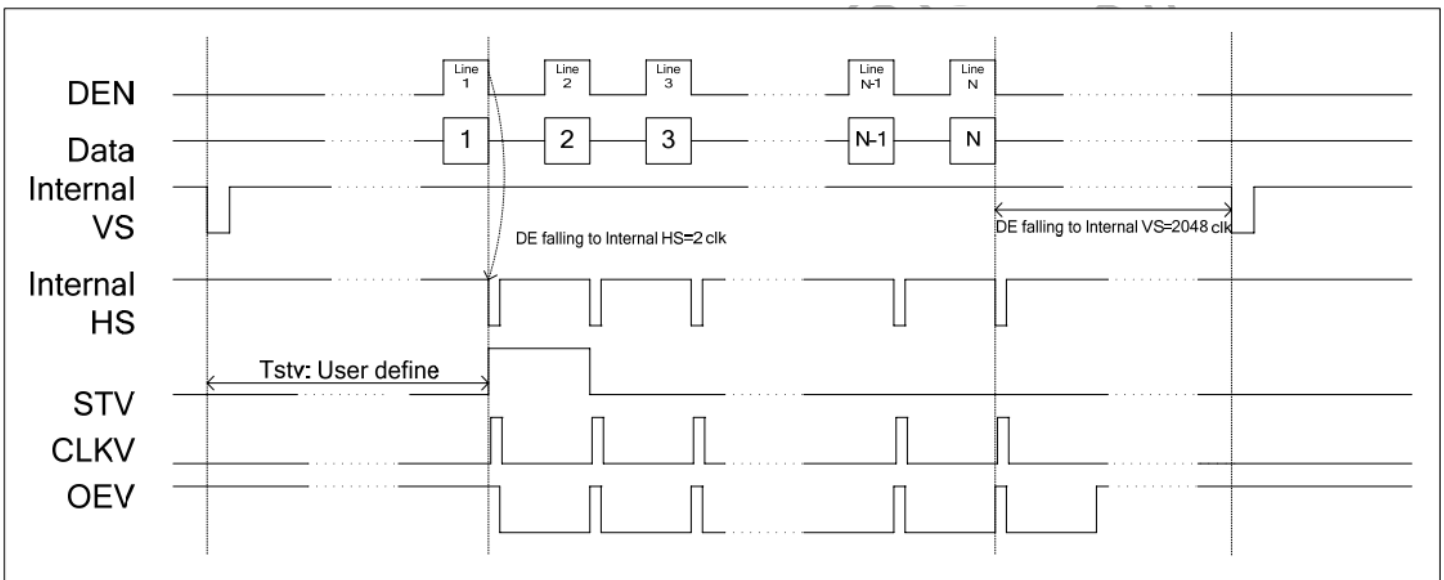 DEN
Line
1
Line
2
Line
3
Line
N-1
Line
N
Data
1
2
3
N-1
N
Internal
VS
DE falling to Internal HS=2 clk
DE falling to Internal VS=2048 clk
Internal
HS
Tstv: User define
STV
CLKV
OEV